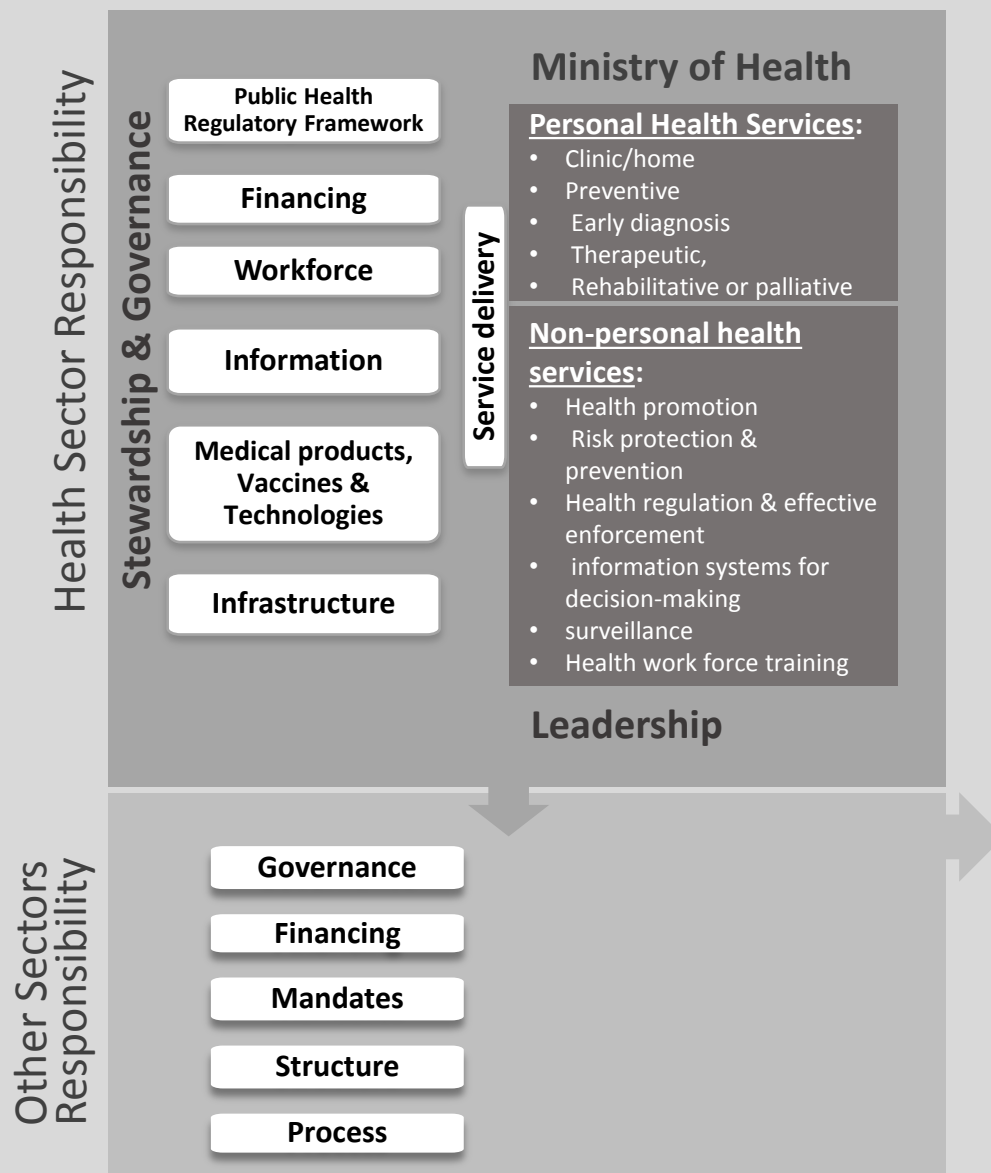 Health Sector Responsibility
Stewardship & Governance
Public Health
Regulatory Framework
Financing
Workforce
Information
Medical products,
Vaccines &
Technologies
Infrastructure
Service delivery
Ministry of Health
Personal Health Services:
• Clinic/home
• Preventive
• Early diagnosis
• Therapeutic,
• Rehabilitative or palliative
Non-personal health
services:
• Health promotion
• Risk protection &
prevention
• Health regulation & effective
enforcement
• information systems for
decision-making
• surveillance
• Health work force training
Leadership
Other Sectors
Responsibility
Governance
Financing
Mandates
Structure
Process